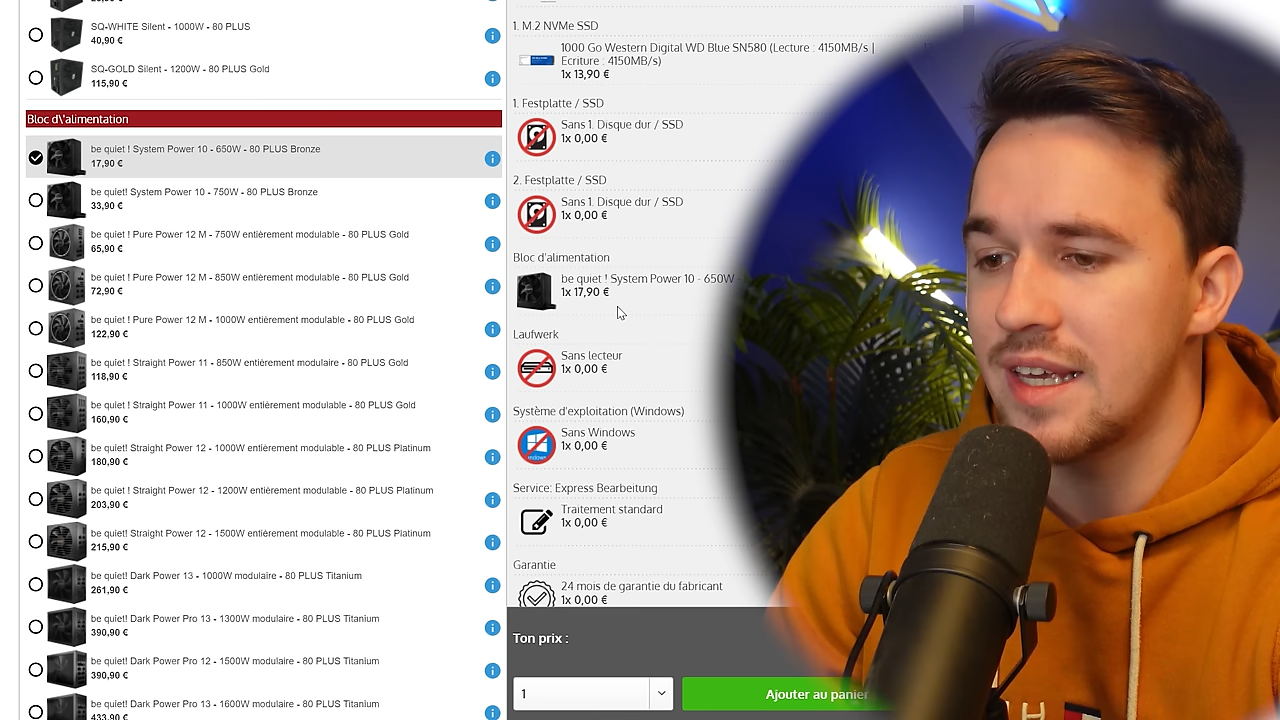 SQ-WHITE Silent - 1000W - 80 PLUS
40,90 €
SQ-GOLD Silent - 1200W - 80 PLUS Gold
115,90 €
Bloc d\'alimentation
be quiet ! System Power 10 - 650W - 80 PLUS Bronze
17,90 €
be quiet! System Power 10 - 750W - 80 PLUS Bronze
33,90 €
be quiet ! Pure Power 12 M - 750W entièrement modulable - 80 PLUS Gold
65,90 €
be quiet ! Pure Power 12 M - 850W entièrement modulable - 80 PLUS Gold
72,90 €
be quiet ! Pure Power 12 M - 1000W entièrement modulable - 80 PLUS Gold
122,90 €
be quiet ! Straight Power 11 - 850W entièrement modulaire - 80 PLUS Gold
118,90 €
be quiet ! Straight Power 11 - 1000W entièrement modulable - 80 PLUS Gold
160,90 €
be quiet! Straight Power 12 - 1000W entièrement modulable - 80 PLUS Platinum
180,90 €
be quiet ! Straight Power 12 - 1200W entièrement modulable - 80 PLUS Platinum
203,90 €
be quiet! Straight Power 12 - 1500W entièrement modulable - 80 PLUS Platinum
215,90 €
be quiet! Dark Power 13 - 1000W modulaire - 80 PLUS Titanium
261,90 €
be quiet! Dark Power Pro 13 - 1300W modulaire - 80 PLUS Titanium
390,90 €
be quiet! Dark Power Pro 12 - 1500W modulaire - 80 PLUS Titanium
390,90 €
be quiet! Dark Power Pro 13 - 1600W modulaire - 80 PLUS Titanium
433,90 €
1. M.2 NVMe SSD
1000 Go Western Digital WD Blue SN580 (Lecture : 4150MB/s |
Ecriture : 4150MB/s)
1x 13,90 €
1. Festplatte / SSD
Sans 1. Disque dur / SSD
1x 0,00 €
2. Festplatte / SSD
Sans 1. Disque dur / SSD
1x 0,00 €
Bloc d'alimentation
be quiet ! System Power 10 - 650W -
1x 17,90 €
Laufwerk
Sans lecteur
1x 0,00 €
Système d'exploitation (Windows)
Sans Windows
1x 0,00 €
Service: Express Bearbeitung
Traitement standard
1x 0,00 €
Garantie
24 mois de garantie du fabricant
1x 0,00 €
Ton prix :
1
Ajouter au panier